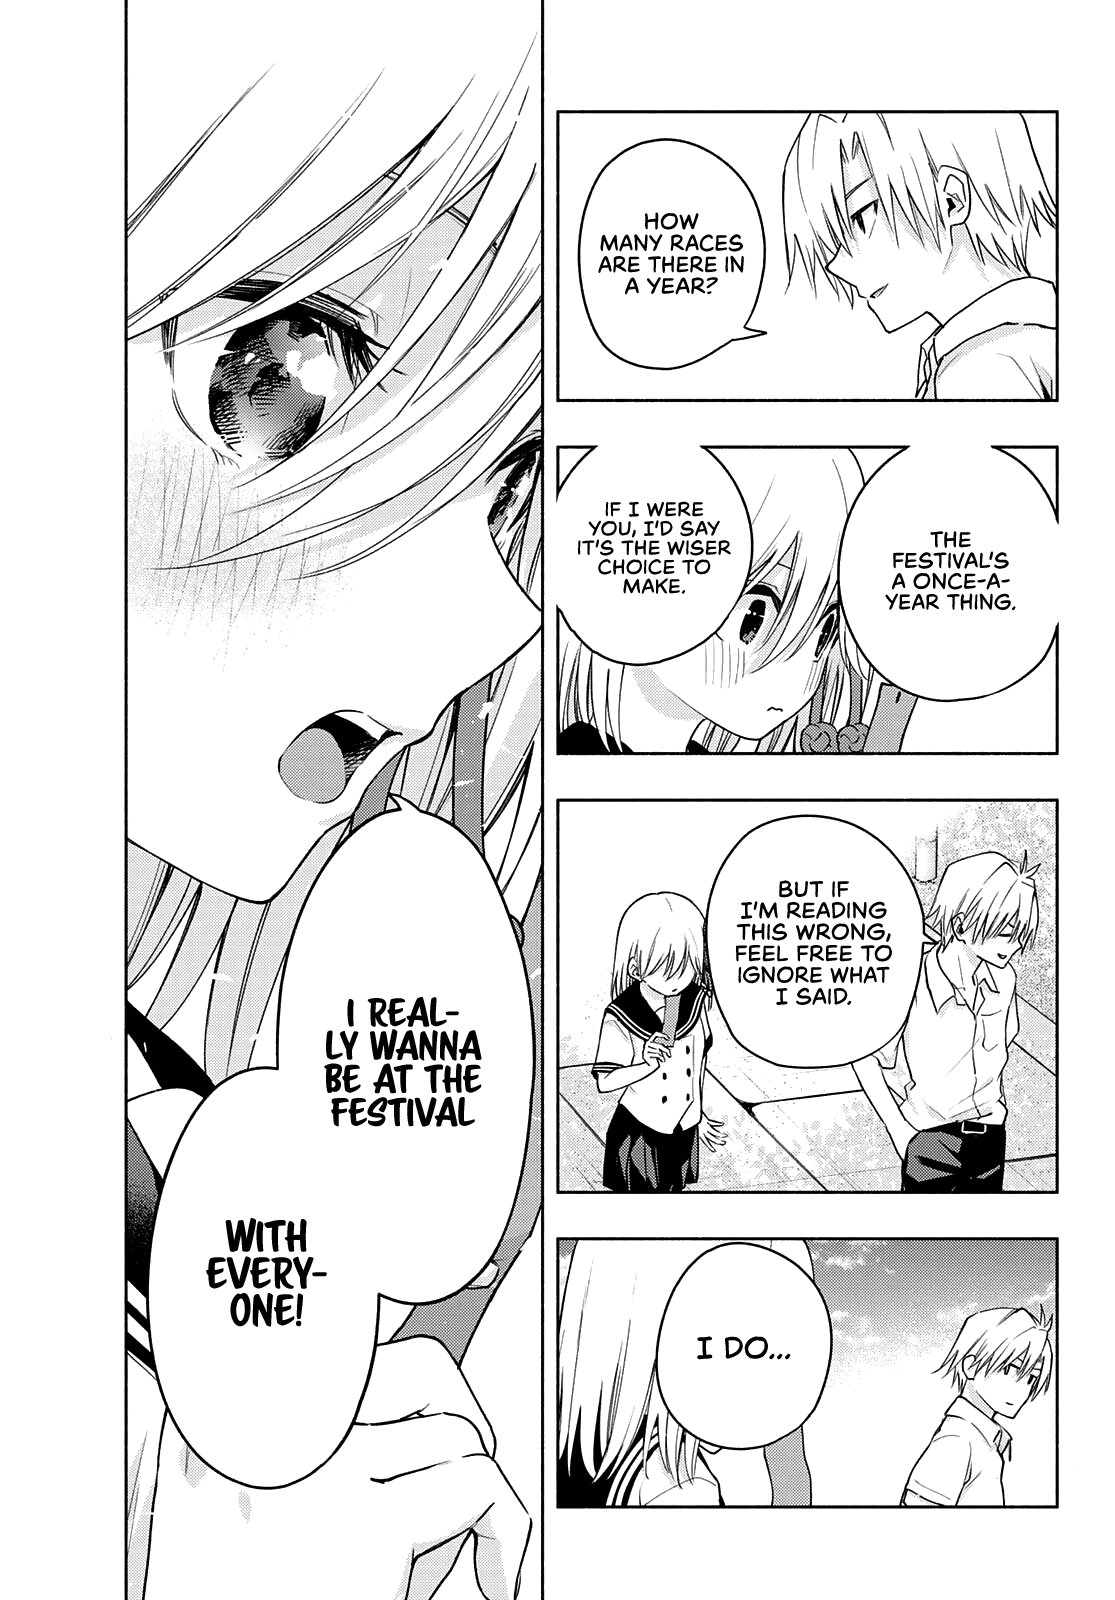 HOW
MANY RACES
ARE THERE IN
A YEAR?
THE
FESTIVAL'S
A ONCE-A-
YEAR THING.
IF I WERE
YOU, I'D SAY
IT'S THE WISER
CHOICE TO
MAKE.
BUT IF
I'M READING
THIS WRONG,
FEEL FREE TO
IGNORE WHAT
I SAID.
I DO...
I REAL-
LY WANNA
BE AT THE
FESTIVAL
WITH
EVERY-
ONE!